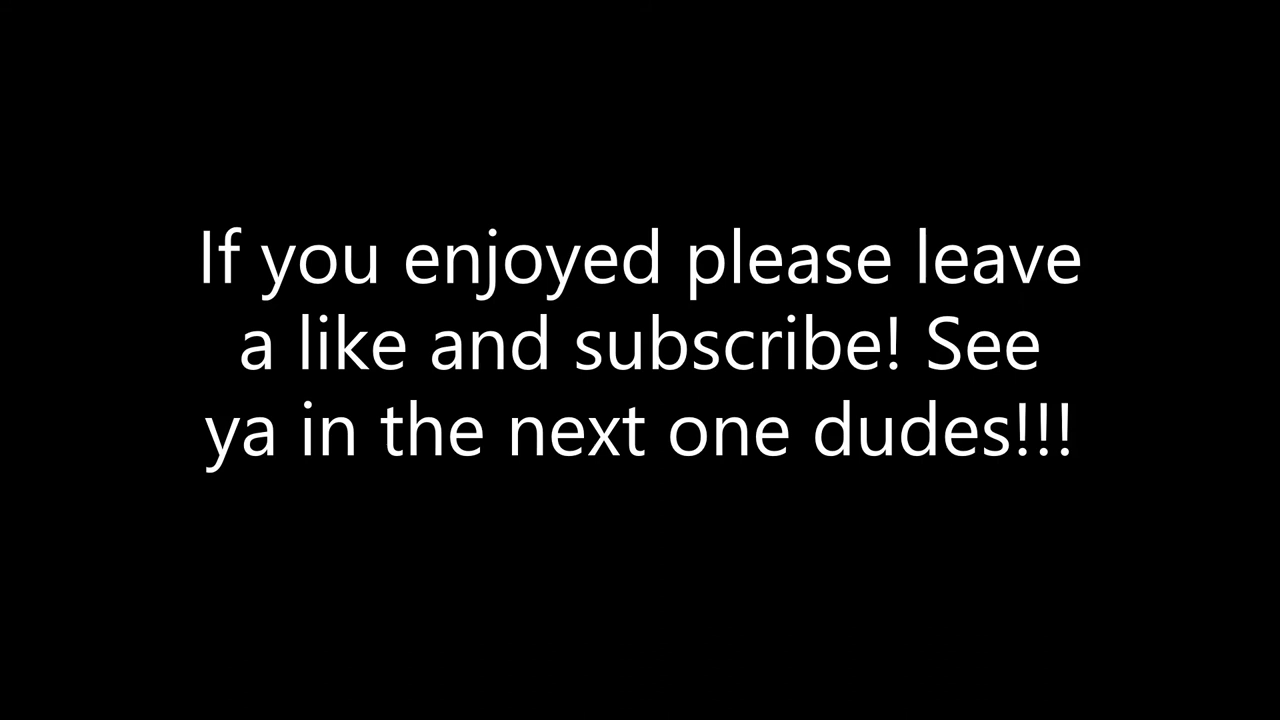 If you enjoyed please leave
a like and subscribe! See
ya in the next one dudes!!!